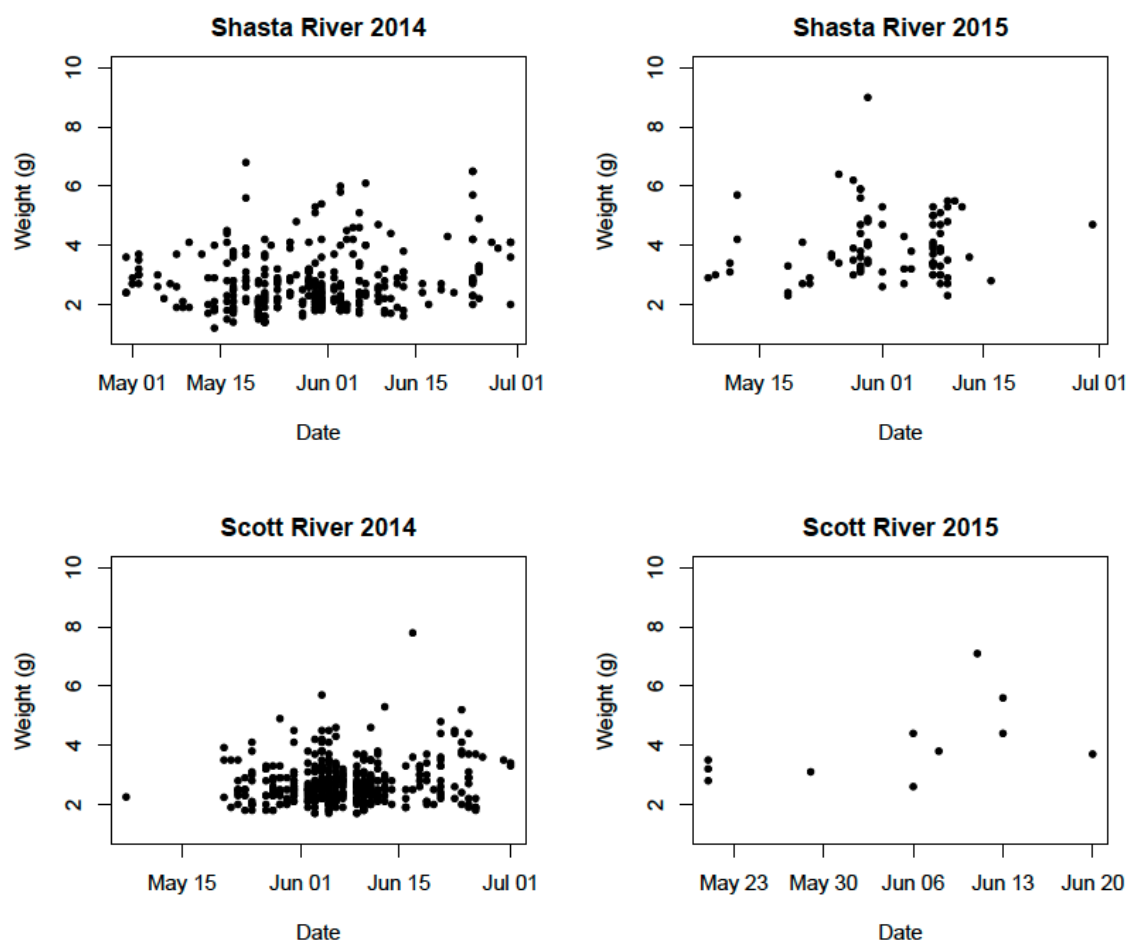 Shasta River 2014
Weight (g)
10
8
6
4
2
May 01 May 15 Jun 01 Jun 15 Jul 01
Date
Shasta River 2015
Weight (g)
10
8
6
4
2
May 15 Jun 01 Jun 15 Jul 01
Date
Scott River 2014
Weight (g)
10
8
6
4
2
May 15 Jun 01 Jun 15 Jul 01
Date
Scott River 2015
Weight (g)
10
8
6
4
2
May 23 May 30 Jun 06 Jun 13 Jun 20
Date